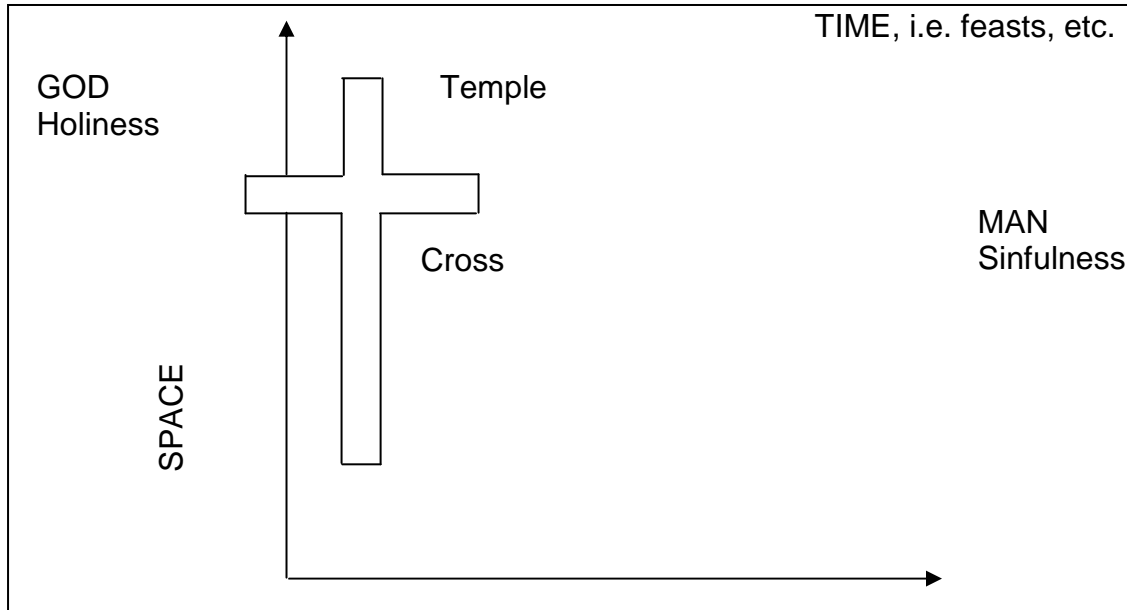 TIME, i.e. feasts, etc.
GOD
Holiness
Temple
MAN
Sinfulness
Cross
SPACE